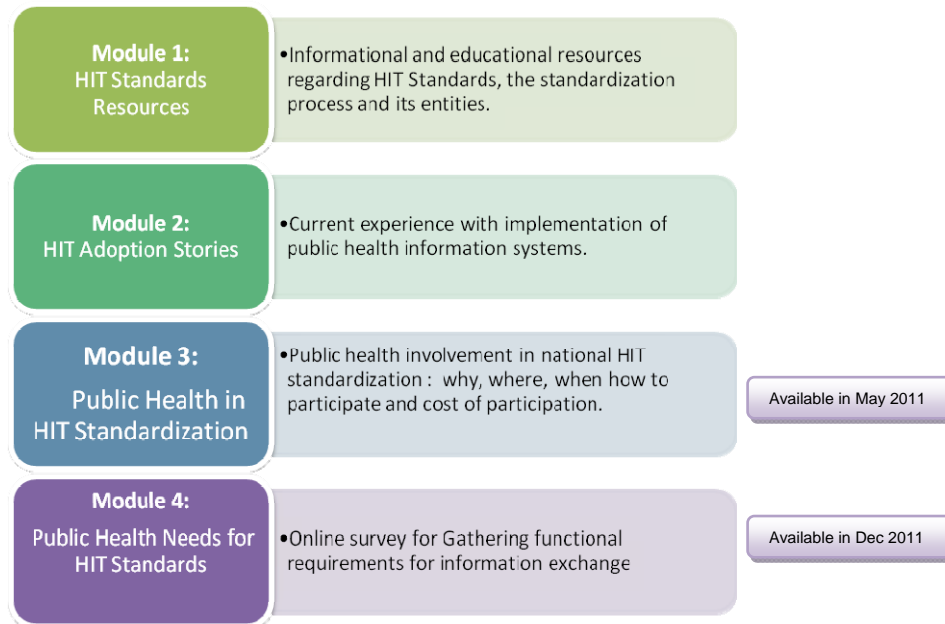 Module 1:
HIT Standards
Resources
•Informational and educational resources
regarding HIT Standards, the standardization
process and its entities.
Module 2:
HIT Adoption Stories
•Current experience with implementation of
public health information systems.
Module 3:
Public Health in
HIT Standardization
•Public health involvement in national HIT
standardization : why, where, when how to
participate and cost of participation.
Available in May 2011
Module 4:
Public Health Needs for
HIT Standards
•Online survey for Gathering functional
requirements for information exchange
Available in Dec 2011